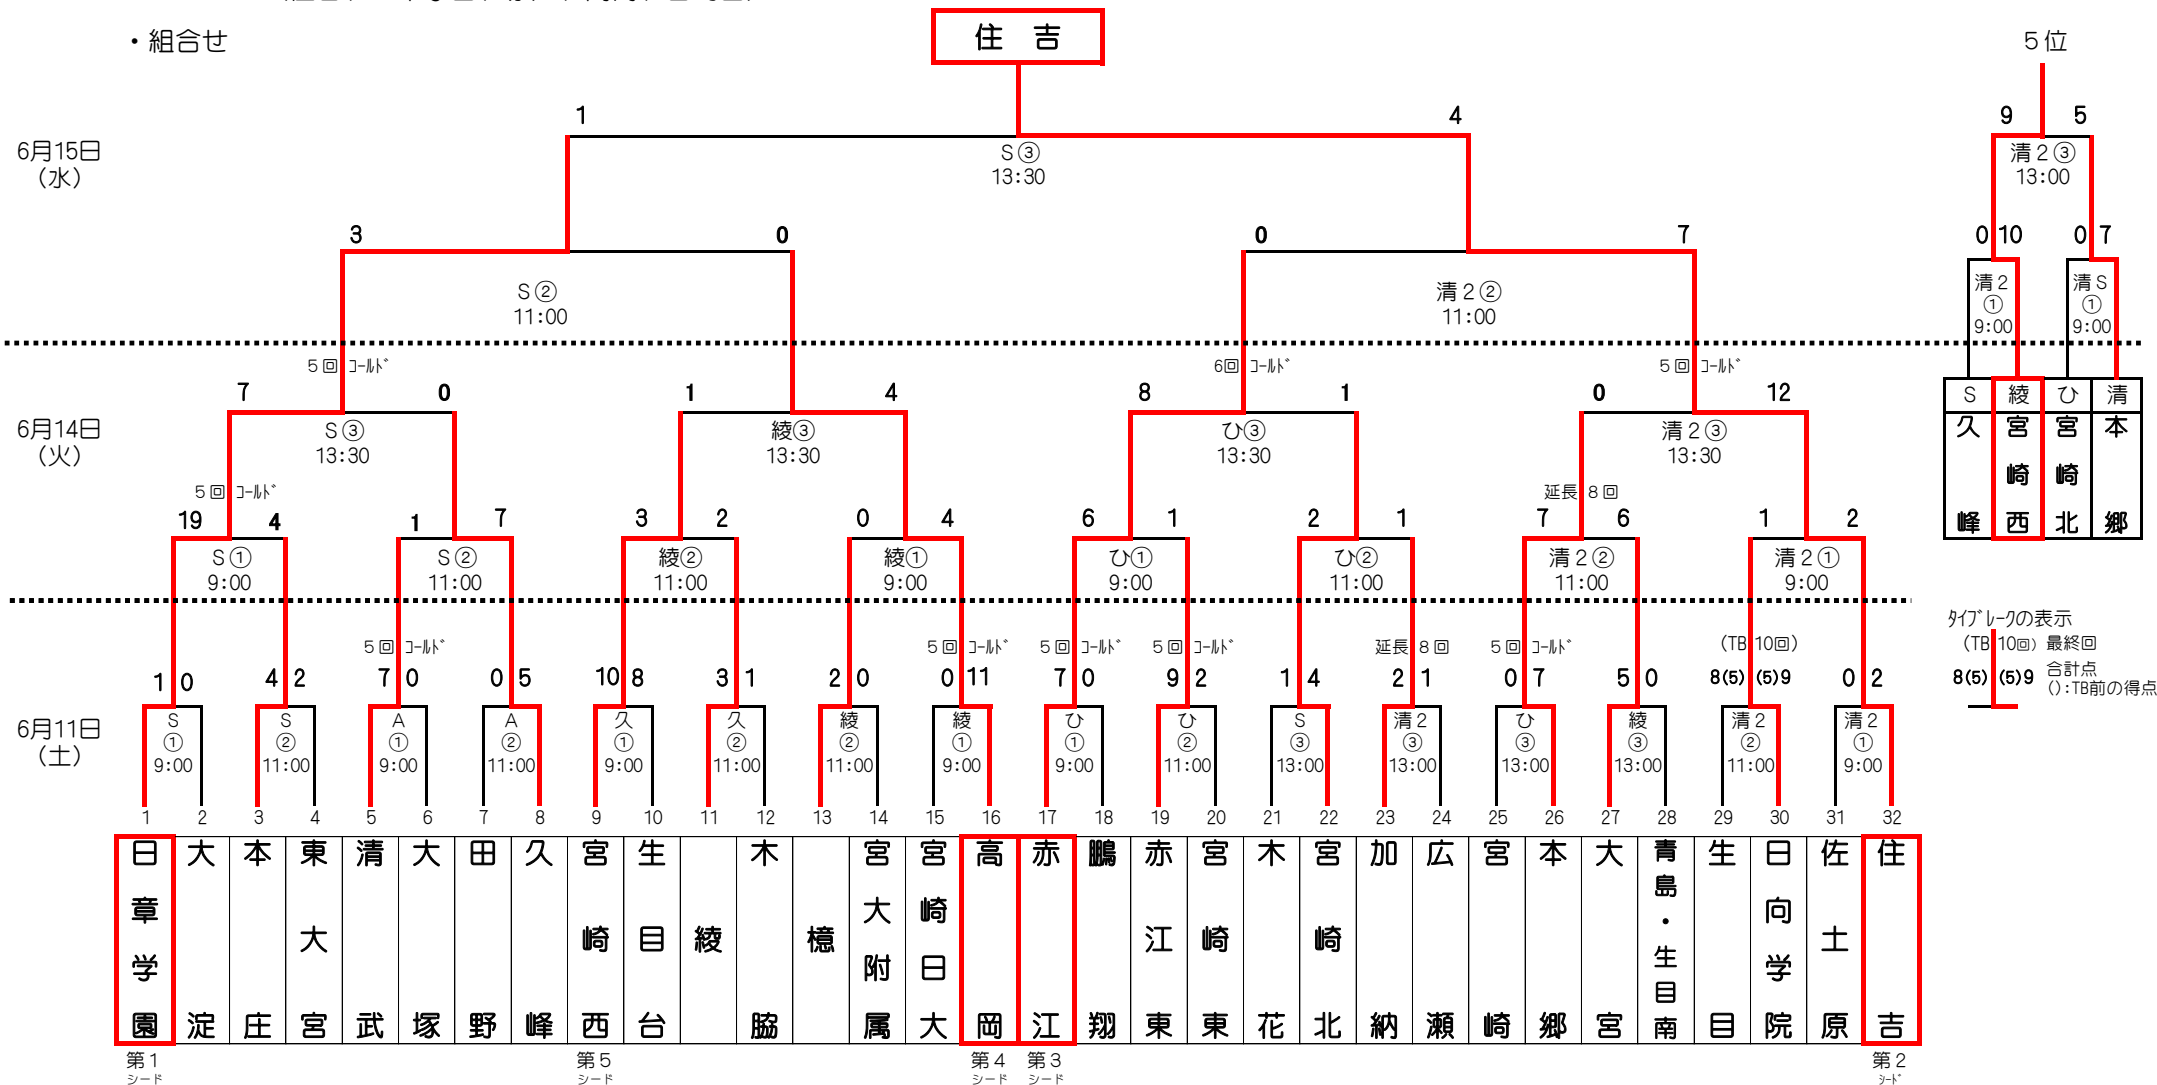 ・組合せ
住　吉
５位
1 4
9 5
6月15日
(水)
S③
13:30
清２③
13:00
3 0 0 7
0 10 0 7
S②
11:00
清２②
11:00
清２
①
9:00
清S
①
9:00
5回 ｺｰﾙﾄﾞ 6回 ｺｰﾙﾄﾞ 5回 ｺｰﾙﾄﾞ
7 0 1 4 8 1 0 12
6月14日
(火)
S③
13:30
綾③
13:30
ひ③
13:30
清２③
13:30
S 綾 ひ 清
久峰 宮崎西 宮崎北 本郷
5回 ｺｰﾙﾄﾞ 延長 8回
19 4 1 7 3 2 0 4 6 1 2 1 7 6 1 2
S①
9:00
S②
11:00
綾②
11:00
綾①
9:00
ひ①
9:00
ひ②
11:00
清２②
11:00
清２①
9:00
5回 ｺｰﾙﾄﾞ 5回 ｺｰﾙﾄﾞ 5回 ｺｰﾙﾄﾞ 5回 ｺｰﾙﾄﾞ 延長 8回 5回 ｺｰﾙﾄﾞ (TB 10回)
1 0 4 2 7 0 0 5 10 8 3 1 2 0 0 11 7 0 9 2 1 4 2 1 0 7 5 0 8(5) (5)9 0 2
ﾀｲﾌﾞﾚｰｸの表示
(TB 10回) 最終回
8(5) (5)9 合計点
():TB前の得点
6月11日
(土)
S
①
9:00
S
②
11:00
A
①
9:00
A
②
11:00
久
①
9:00
久
②
11:00
綾
②
11:00
綾
①
9:00
ひ
①
9:00
ひ
②
11:00
S
③
13:00
清２
③
13:00
ひ
③
13:00
綾
③
13:00
清２
②
11:00
清２
①
9:00
1 2 3 4 5 6 7 8 9 10 11 12 13 14 15 16 17 18 19 20 21 22 23 24 25 26 27 28 29 30 31 32
日章学園
大淀
本庄
東大宮
清武
大塚
田野
久峰
宮崎西
生目台
綾
木脇
檍
宮大附属
宮崎日大
高岡
赤江
鵬翔
赤江東
宮崎東
木花
宮崎北
加納
広瀬
宮崎
本郷
大宮
青島・生目南
生目
日向学院
佐土原
住吉
第１
シード
第５
シード
第４
シード
第３
シード
第２
ｼｰﾄﾞ